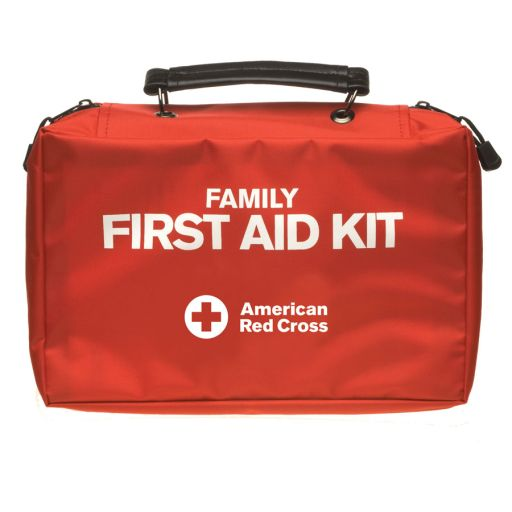 FAMILY
FIRST AID KIT
American
Red Cross